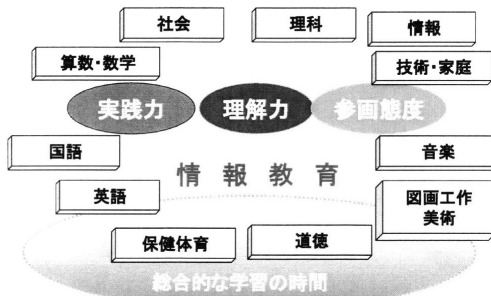 社会
理科
情報
算数・数学
技術・家庭
実践力
理解力
参画態度
国語
音楽
情報教育
英語
図画工作
美術
保健体育
道徳
総合的な学習の時間